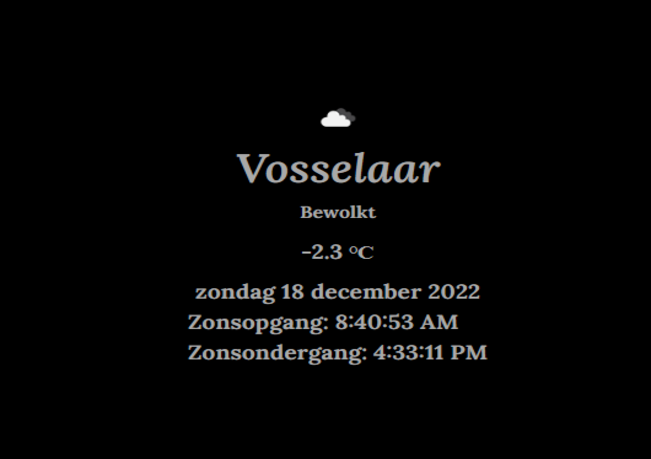 Vosselaar
Bewolkt
-2.3 °C
zondag 18 december 2022
Zonsopgang: 8:40:53 AM
Zonsondergang: 4:33:11 PM